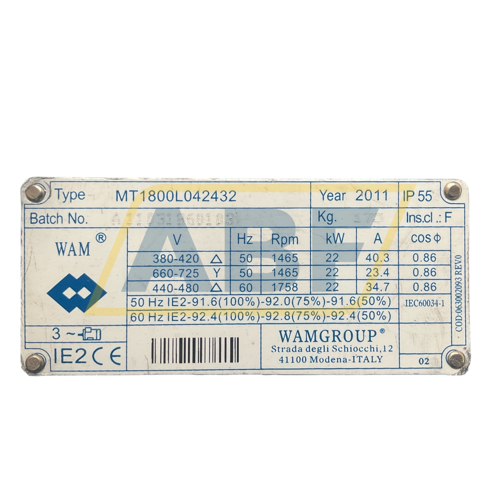 Type MT1800L042432 Year 2011 IP 55
Batch No. Kg. Ins.cl.: F
WAM ®
V Hz Rpm kW A cos ϕ
380-420 △ 50 1465 22 40.3 0.86
660-725 Y 50 1465 22 23.4 0.86
440-480 △ 60 1758 22 34.7 0.86
50 Hz IE2-91.6(100%)-92.0(75%)-91.6(50%) IEC60034-1
60 Hz IE2-92.4(100%)-92.8(75%)-92.4(50%)
COD:063002093 REV.0
3 ~
IE2 CE
WAMGROUP®
Strada degli Schiocchi,12
41100 Modena-ITALY
02
ABF